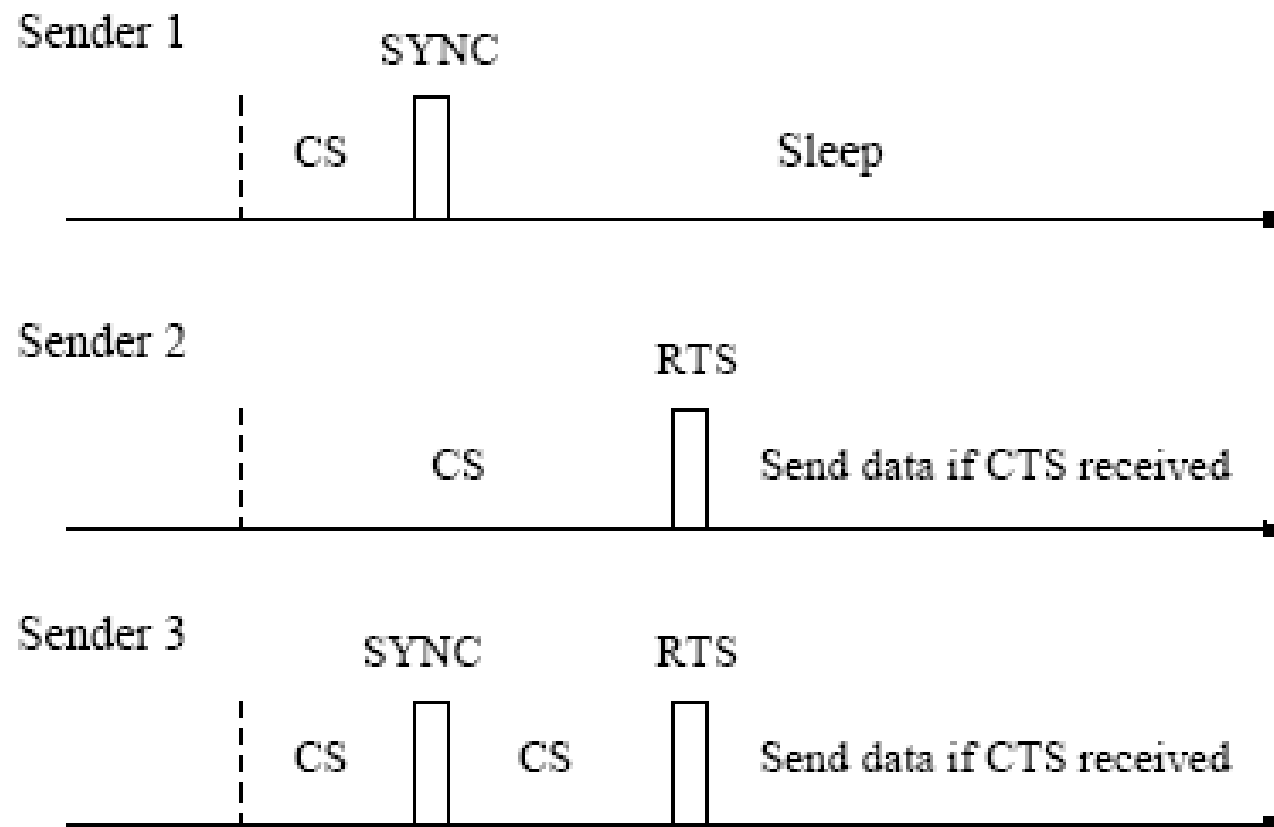 Sender 1
SYNC
CS
Sleep
Sender 2
RTS
CS
Send data if CTS received
Sender 3
SYNC
RTS
CS
CS
Send data if CTS received